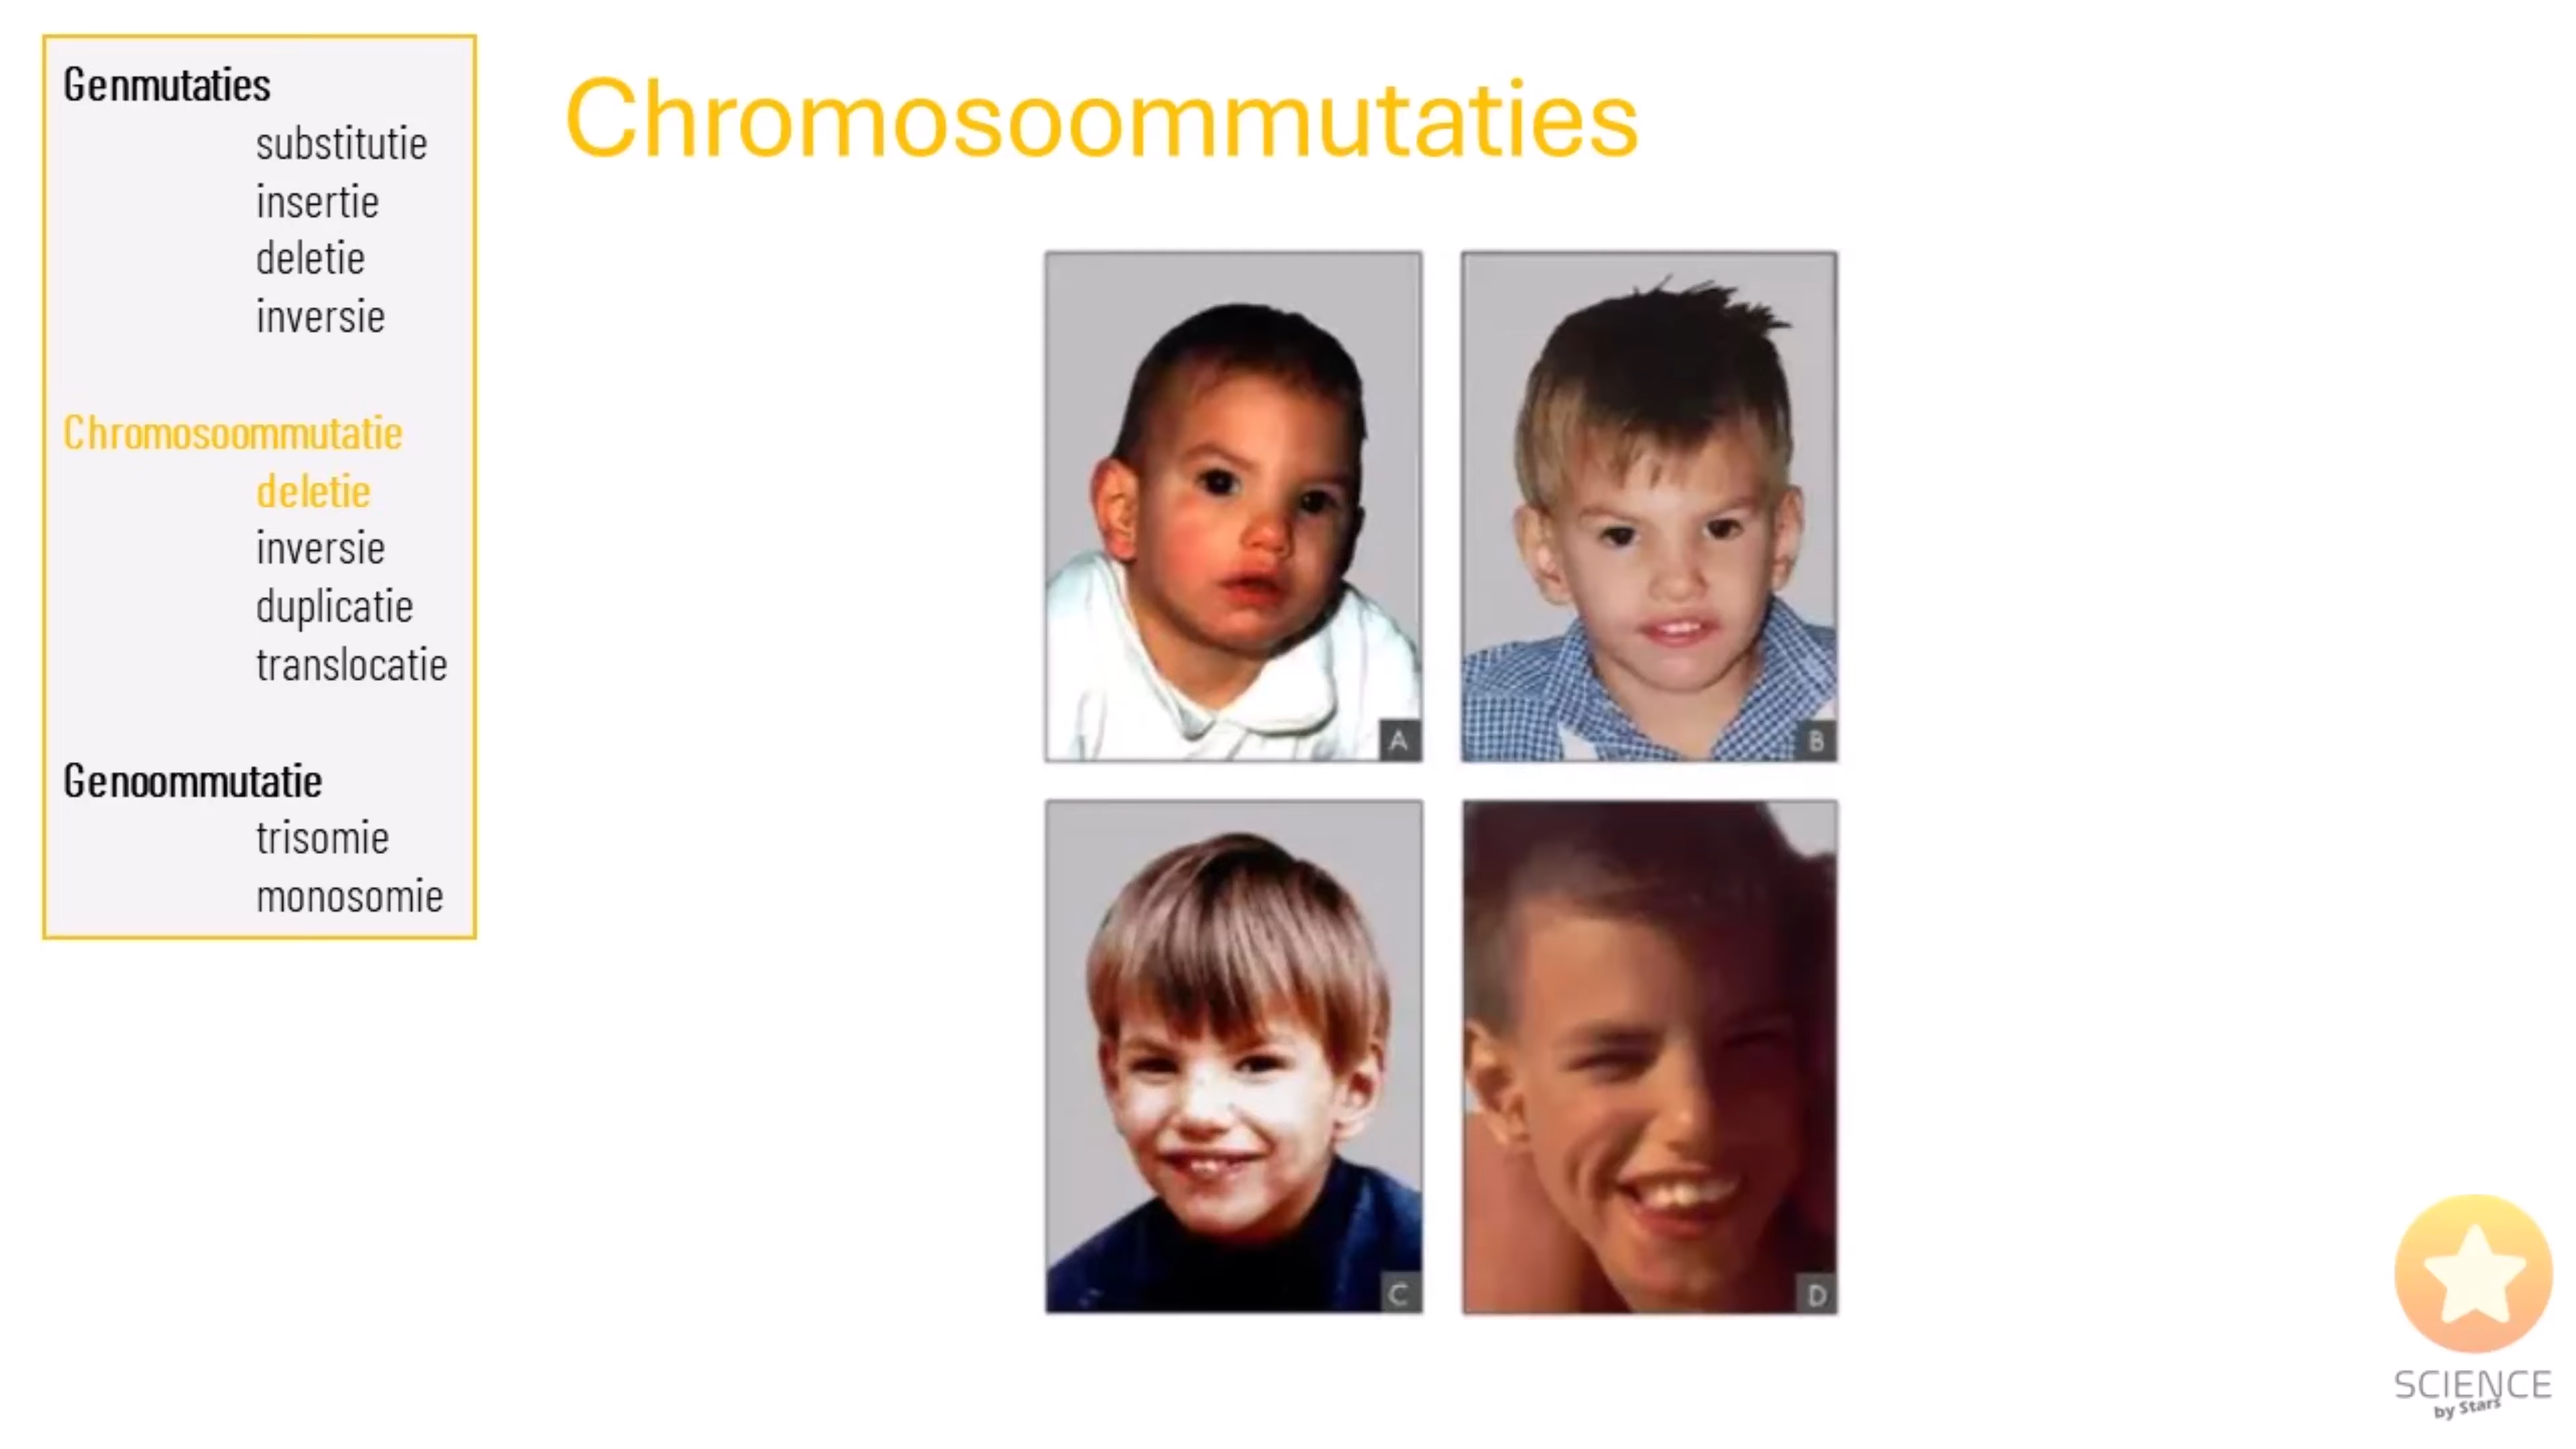 Genmutaties
substitutie
insertie
deletie
inversie
Chromosoommutatie
deletie
inversie
duplicatie
translocatie
Genoommutatie
trisomie
monosomie
Chromosoommutaties
A
B
C
D
SCIENCE
by Stars